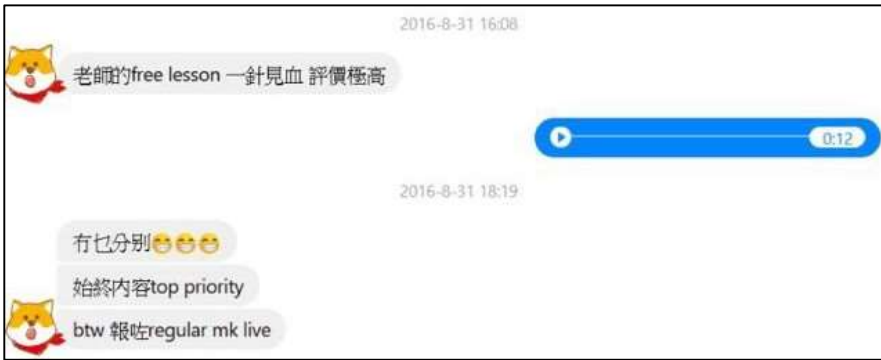 2016-8-31 16:08
老師的free lesson 一針見血 評價極高
0:12
2016-8-31 18:19
冇乜分别😁😁😁
始終内容top priority
btw 報咗regular mk live